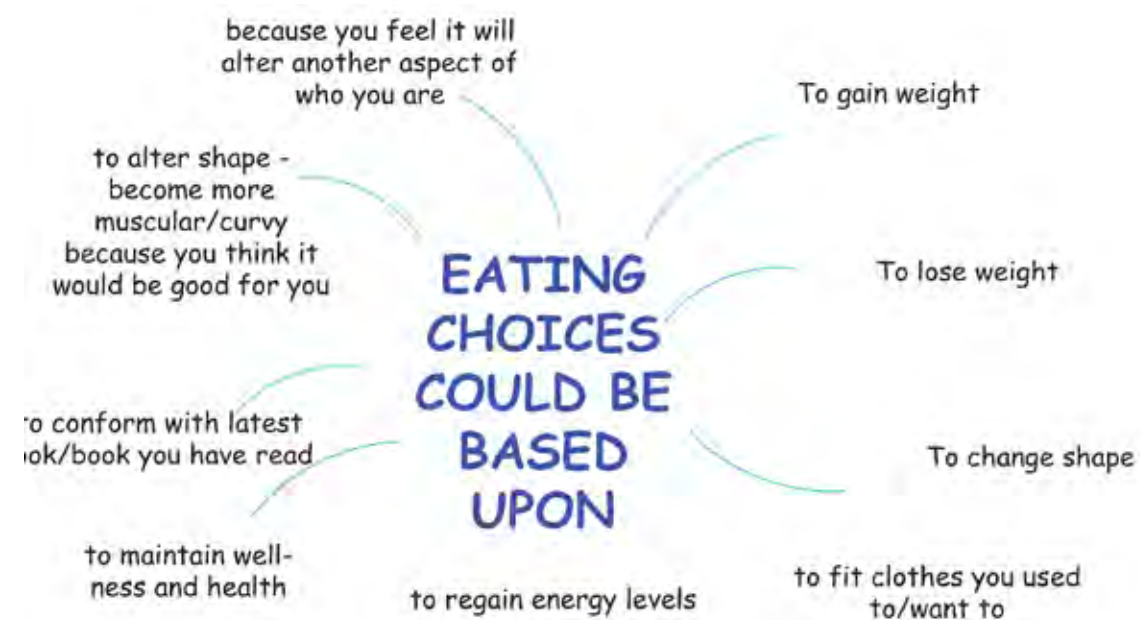 because you feel it will
alter another aspect of
who you are
To gain weight
to alter shape -
become more
muscular/curvy
because you think it
would be good for you
EATING
CHOICES
COULD BE
BASED
UPON
To lose weight
conform with latest
book you have read
To change shape
to maintain well-
ness and health
to regain energy levels
to fit clothes you used
to/want to